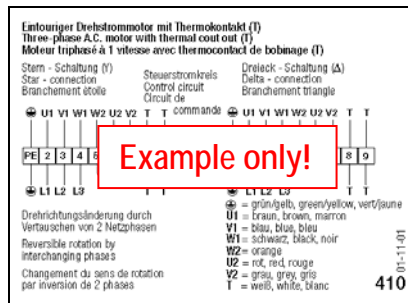 Eintouriger Drehstrommotor mit Thermokontakt (T)
Three-phase A.C. motor with thermal cout out (T)
Moteur triphasé à 1 vitesse avec thermocontact de bobinage (T)
Stern - Schaltung (Y)
Star - connection
Branchement étoile
Steuerstromkreis
Control circuit
Circuit de
commande
Dreieck - Schaltung (Δ)
Delta - connection
Branchement triangle
U1 V1 W1 W2 U2 V2 T T
U1 V1 W1 W2 U2 V2 T T
PE 2 3 4
8 9
Example only!
L1 L2 L3
L1 L2 L3
Drehrichtungsänderung durch
Vertauschen von 2 Netzphasen
Reversible rotation by
interchanging phases
Changement du sens de rotation
par inversion de 2 phases
= grün/gelb, green/yellow, vert/jaune
U1 = braun, brown, marron
V1 = blau, blue, bleu
W1 = schwarz, black, noir
W2 = orange
U2 = rot, red, rouge
V2 = grau, grey, gris
T = weiß, white, blanc
410
01-11-01